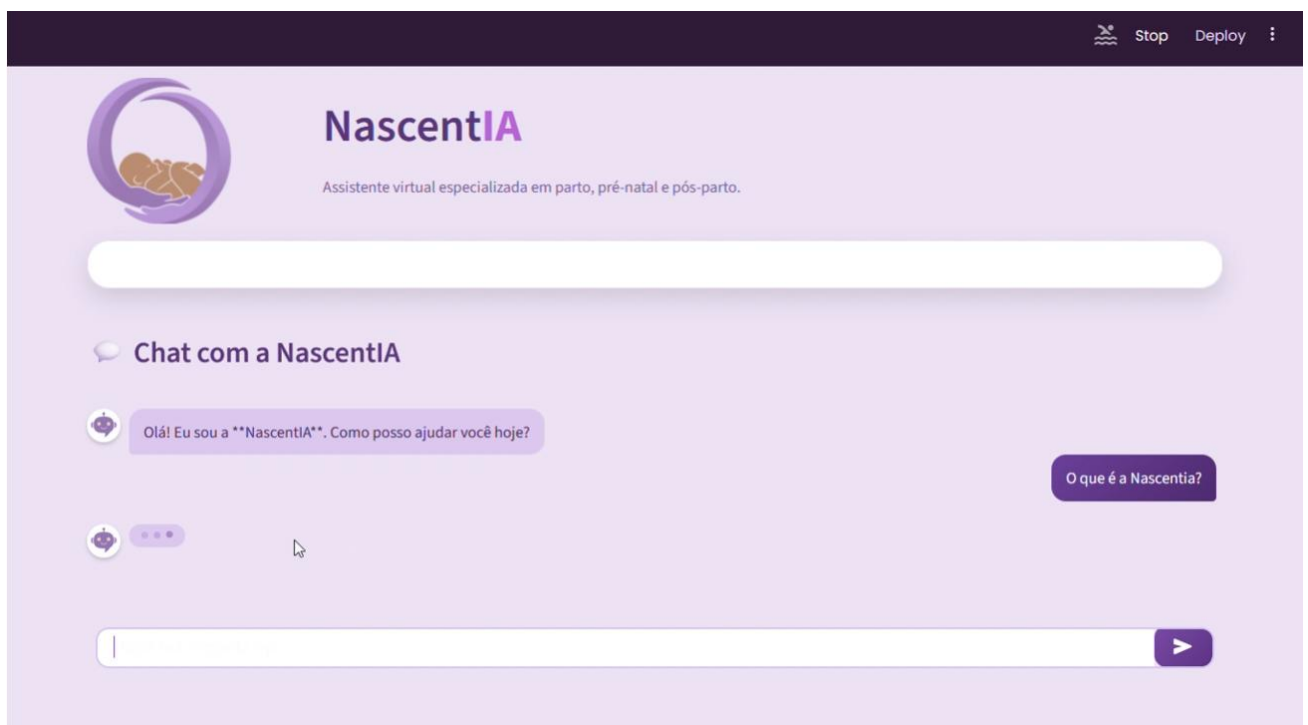 Stop Deploy
NascentIA
Assistente virtual especializada em parto, pré-natal e pós-parto.
Chat com a NascentIA
Olá! Eu sou a **NascentIA**. Como posso ajudar você hoje?
O que é a Nascentia?